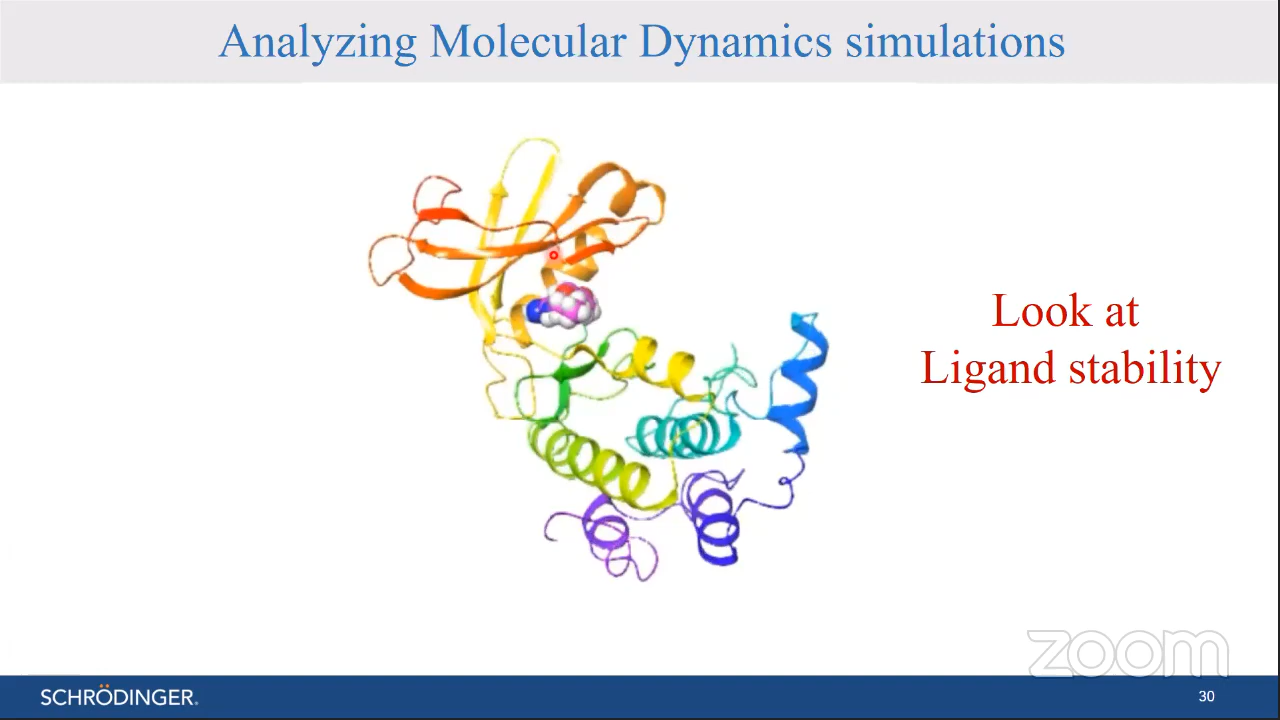 Analyzing Molecular Dynamics simulations
Look at
Ligand stability
zoom
SCHRÖDINGER.
30